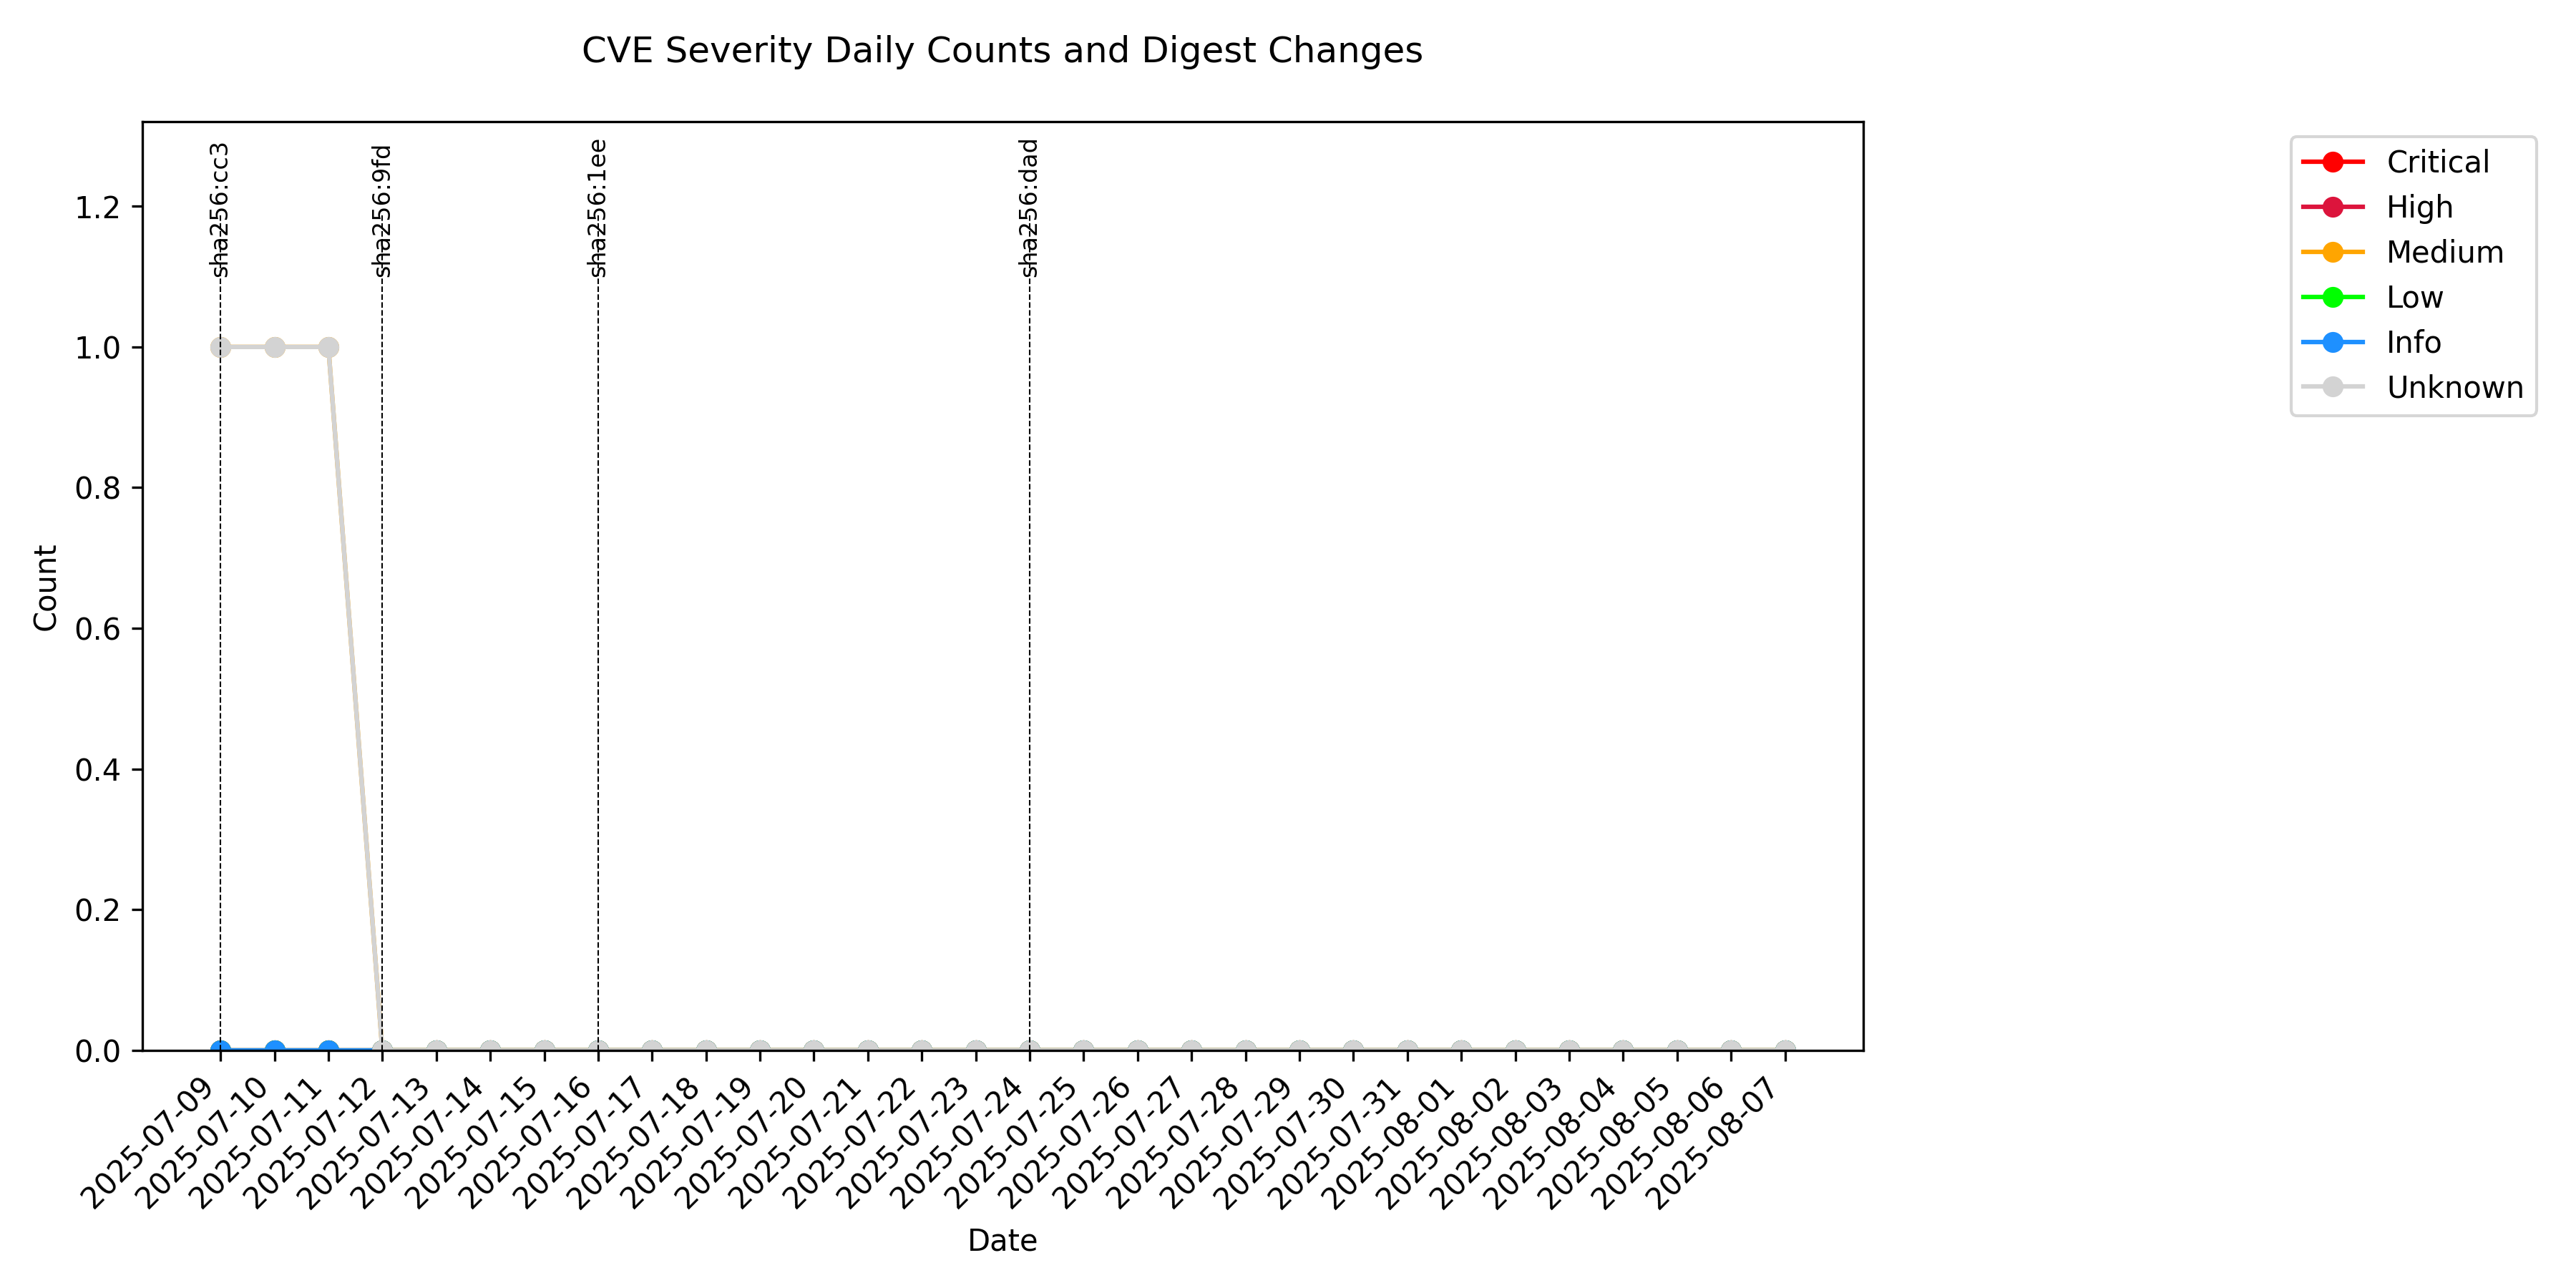 CVE Severity Daily Counts and Digest Changes
sha256:cc3
sha256:9fd
sha256:1ee
sha256:dad
Critical
High
Medium
Low
Info
Unknown
1.2
1.0
0.8
0.6
0.4
0.2
0.0
Count
2025-07-09
2025-07-10
2025-07-11
2025-07-12
2025-07-13
2025-07-14
2025-07-15
2025-07-16
2025-07-17
2025-07-18
2025-07-19
2025-07-20
2025-07-21
2025-07-22
2025-07-23
2025-07-24
2025-07-25
2025-07-26
2025-07-27
2025-07-28
2025-07-29
2025-07-30
2025-07-31
2025-08-01
2025-08-02
2025-08-03
2025-08-04
2025-08-05
2025-08-06
2025-08-07
Date